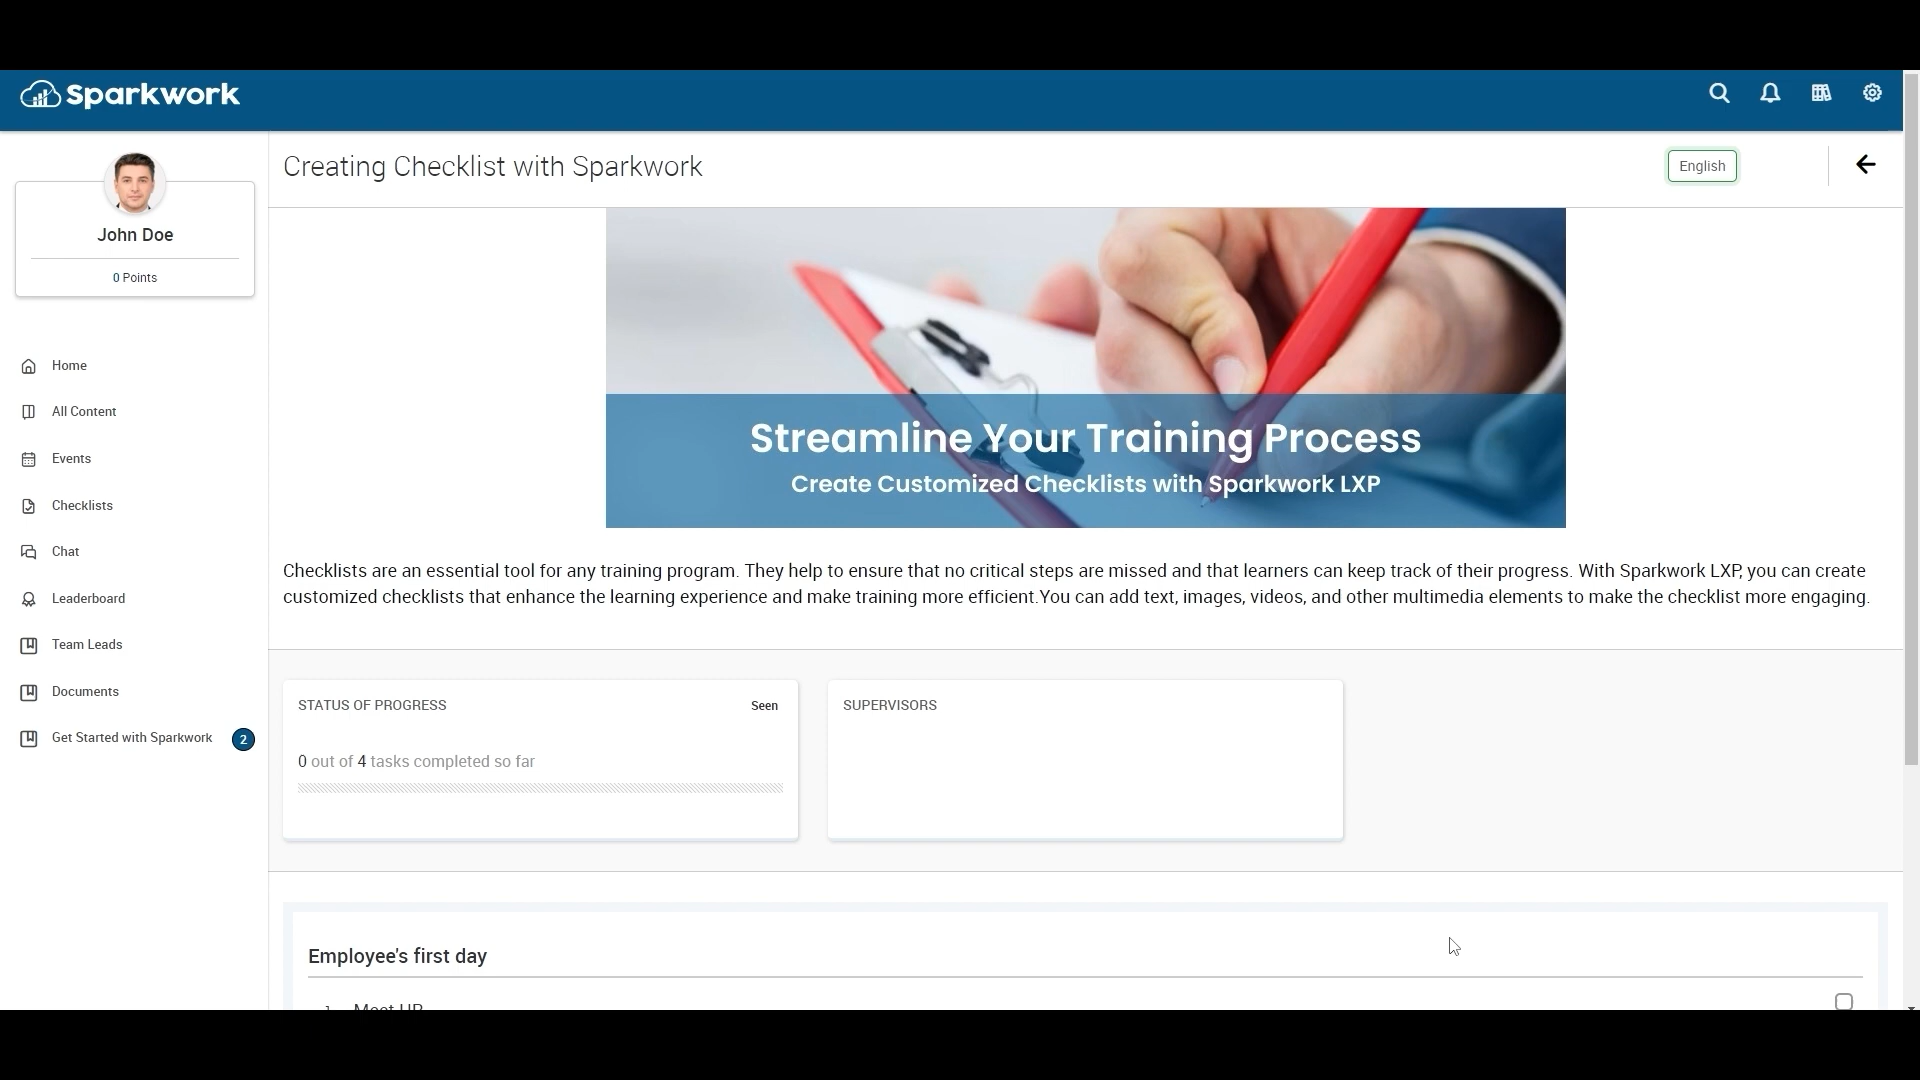 Sparkwork
Creating Checklist with Sparkwork
English
John Doe
0 Points
Home
All Content
Events
Checklists
Chat
Leaderboard
Team Leads
Documents
Get Started with Sparkwork 2
Streamline Your Training Process
Create Customized Checklists with Sparkwork LXP
Checklists are an essential tool for any training program. They help to ensure that no critical steps are missed and that learners can keep track of their progress. With Sparkwork LXP, you can create
customized checklists that enhance the learning experience and make training more efficient.You can add text, images, videos, and other multimedia elements to make the checklist more engaging.
STATUS OF PROGRESS Seen
0 out of 4 tasks completed so far
SUPERVISORS
Employee's first day
1 Meet HR